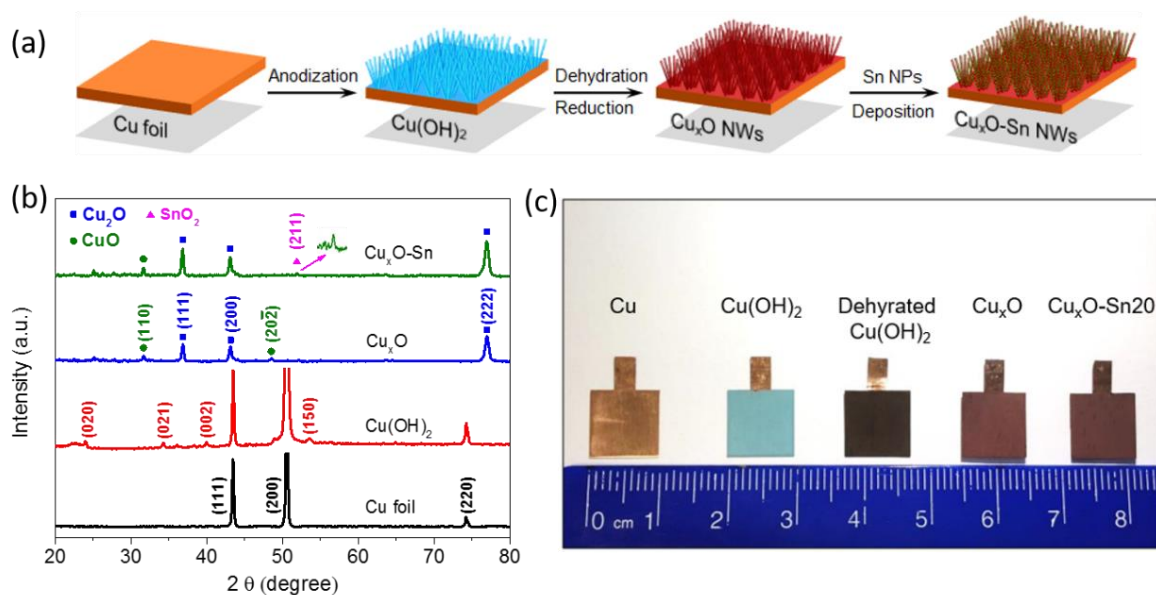 (a)
Anodization
Dehydration
Reduction
Sn NPs
Deposition
Cu foil
Cu(OH)₂
CuₓO NWs
CuₓO-Sn NWs
(b)
Cu₂O
SnO₂
CuO
(211)
CuₓO-Sn
(110)
(111)
(200)
(202̄)
(222)
CuₓO
(020)
(021)
(002)
(150)
Cu(OH)₂
(111)
(200)
(220)
Cu foil
Intensity (a.u.)
20 30 40 50 60 70 80
2 θ (degree)
(c)
Cu
Cu(OH)₂
Dehyrated
Cu(OH)₂
CuₓO
CuₓO-Sn20
0 cm 1 2 3 4 5 6 7 8